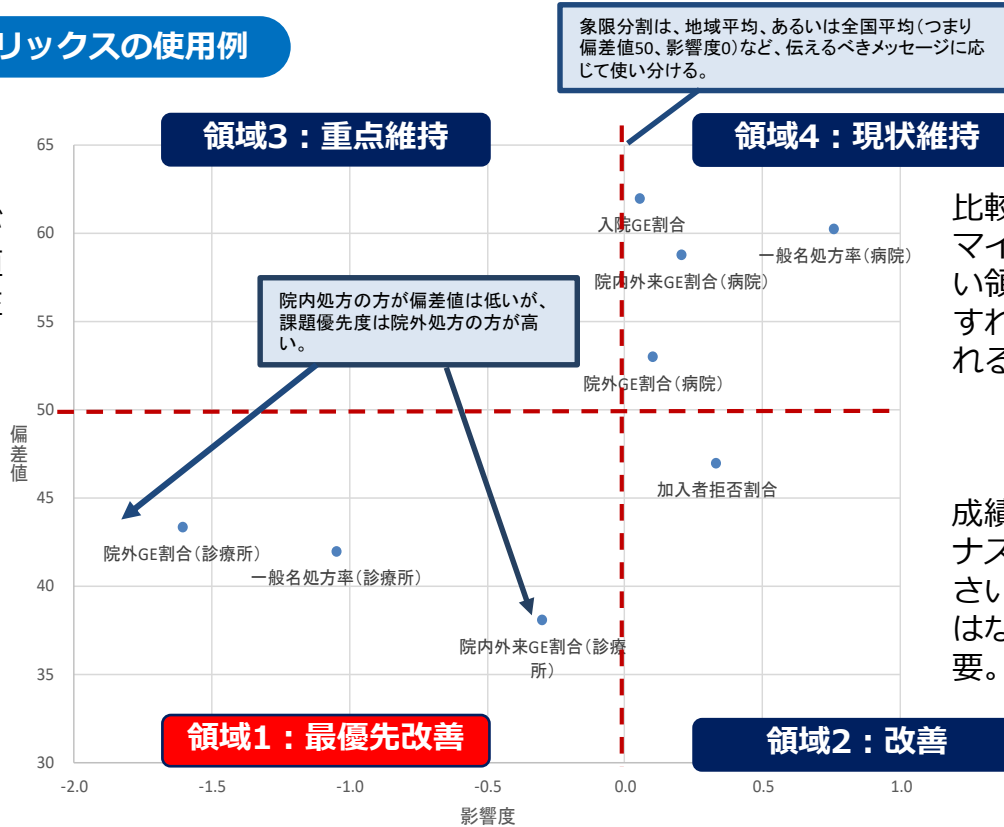 リックスの使用例
象限分割は、地域平均、あるいは全国平均（つまり
偏差値50、影響度0）など、伝えるべきメッセージに応
じて使い分ける。
領域3：重点維持
領域4：現状維持
65
60
55
50
45
40
35
30
偏差値
入院GE割合
一般名処方率（病院）
院内外来GE割合（病院）
院内処方の方が偏差値は低いが、
課題優先度は院外処方の方が高
い。
院外GE割合（病院）
加入者拒否割合
院外GE割合（診療所）
一般名処方率（診療所）
院内外来GE割合（診療
所）
領域1：最優先改善
領域2：改善
-2.0
-1.5
-1.0
-0.5
0.0
0.5
1.0
影響度
比較
マイ
い領
すれ
れる
成績
ナス
さい
はな
要。